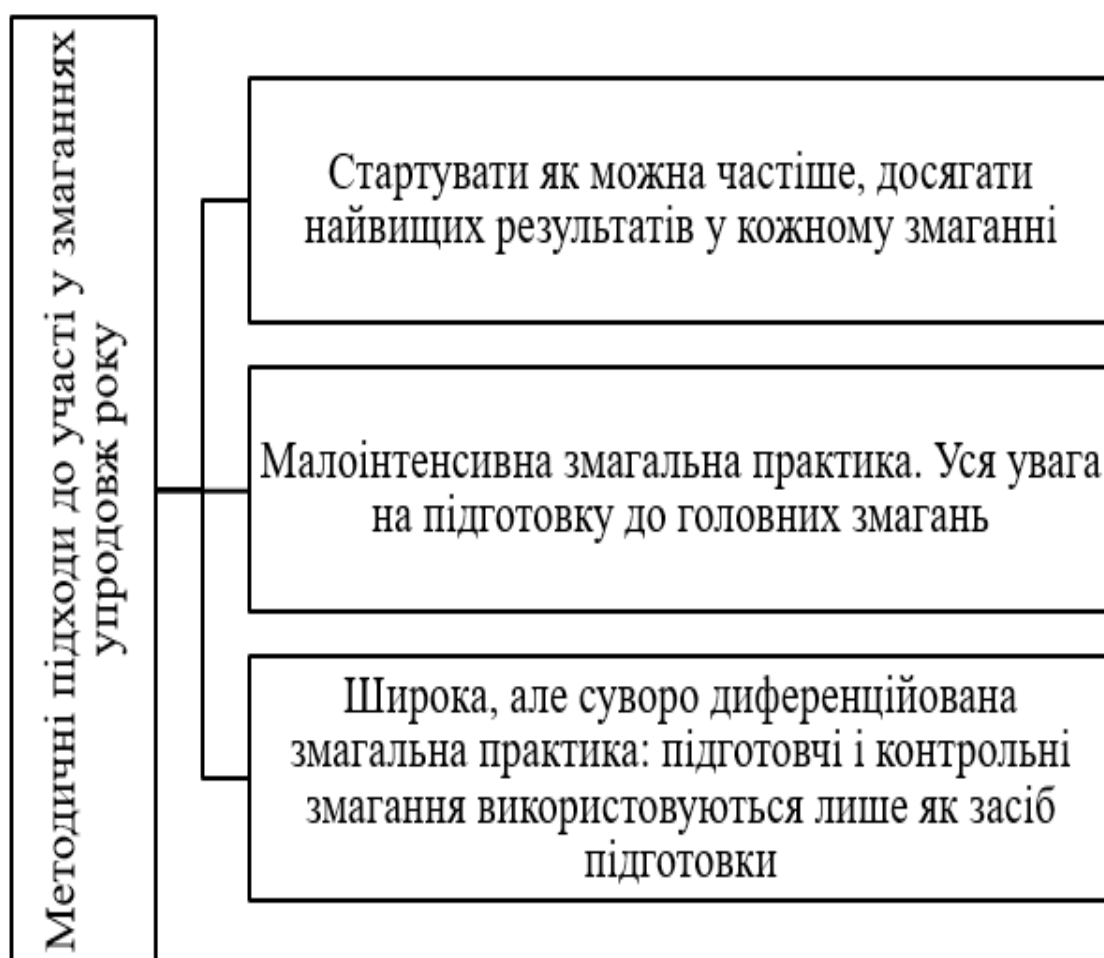 Методичні підходи до участі у змаганнях
упродовж року
Стартувати як можна частіше, досягати
найвищих результатів у кожному змаганні
Малоінтенсивна змагальна практика. Уся увага
на підготовку до головних змагань
Широка, але суворо диференційована
змагальна практика: підготовчі і контрольні
змагання використовуються лише як засіб
підготовки